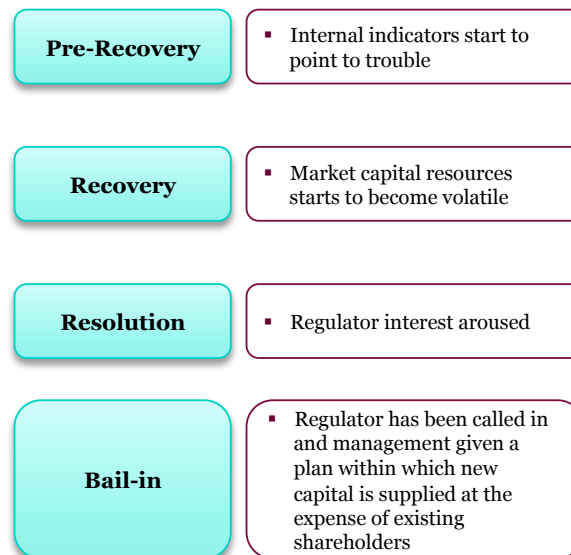 Pre-Recovery
▪ Internal indicators start to
point to trouble
Recovery
▪ Market capital resources
starts to become volatile
Resolution
▪ Regulator interest aroused
Bail-in
▪ Regulator has been called in
and management given a
plan within which new
capital is supplied at the
expense of existing
shareholders